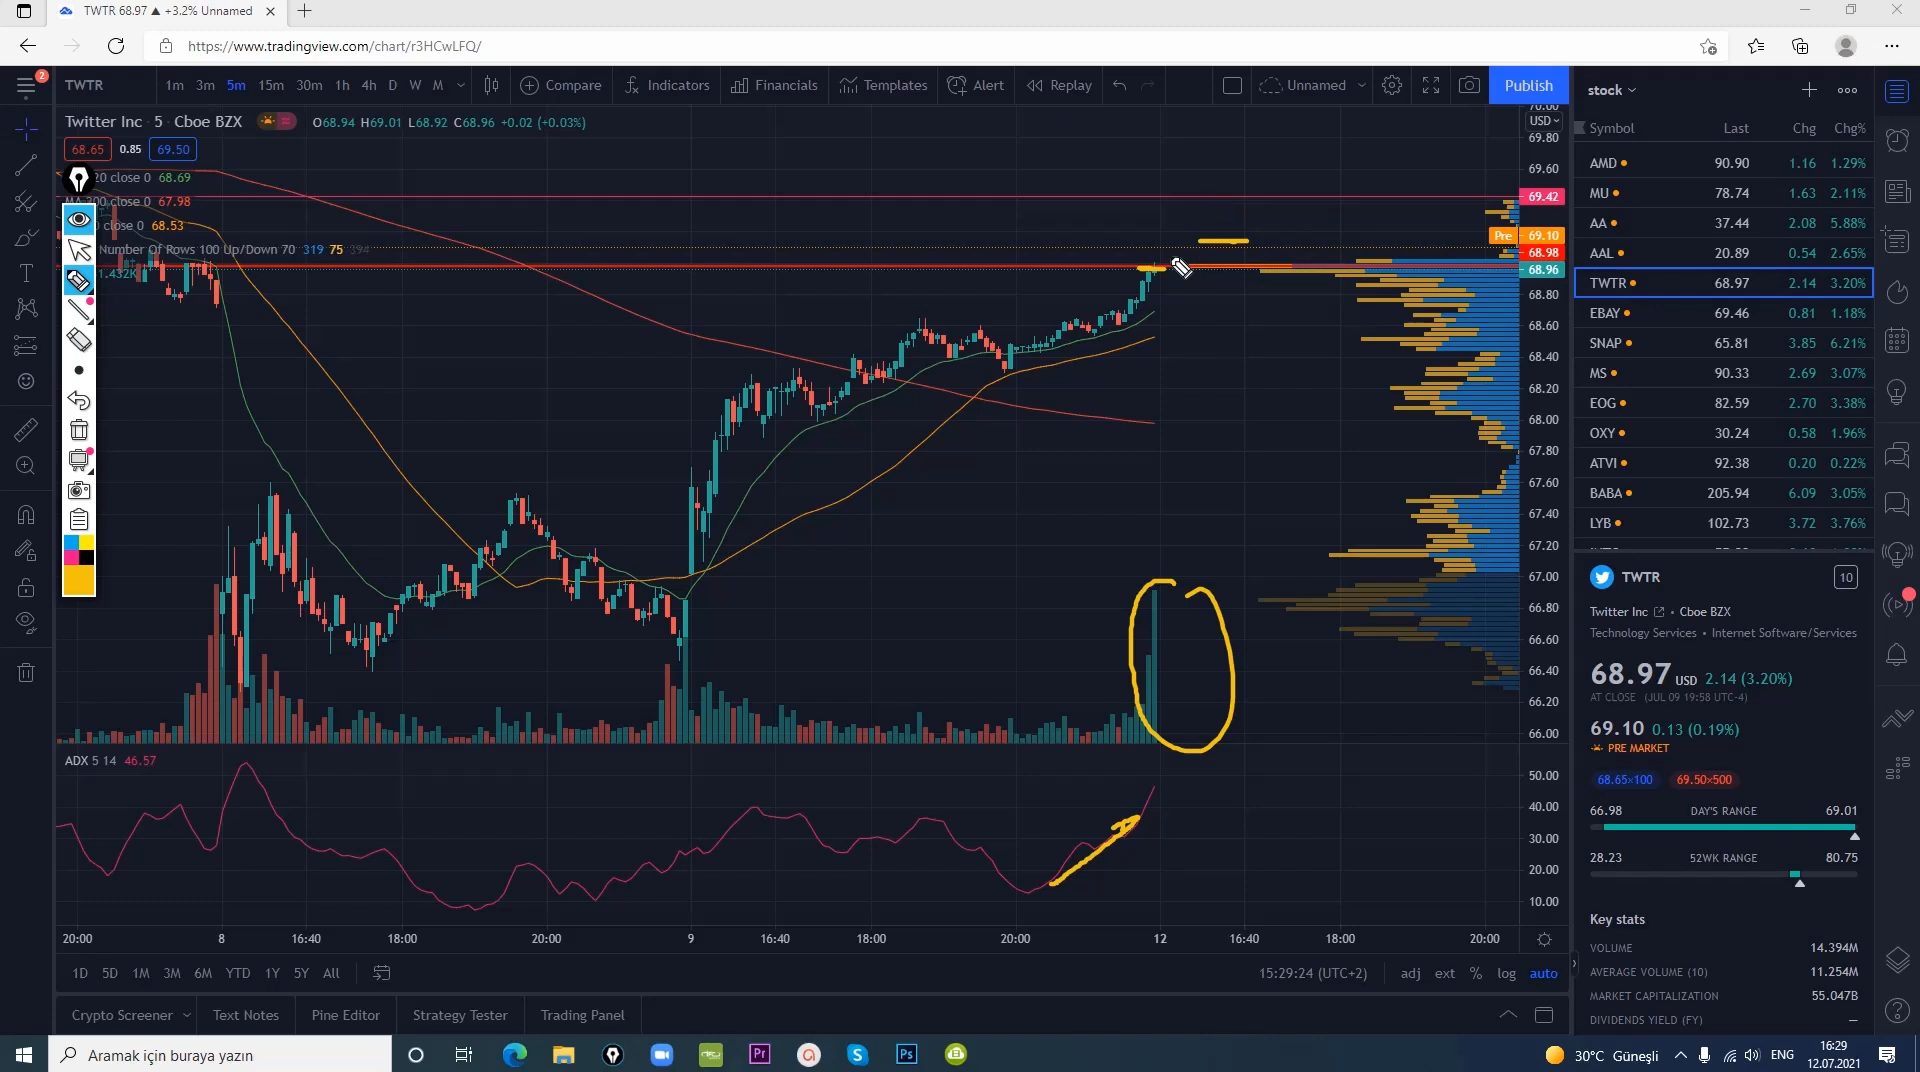 TWTR 68.97 ▲ +3.2% Unnamed
https://www.tradingview.com/chart/r3HCwLFQ/
2
TWTR 1m 3m 5m 15m 30m 1h 4h D W M Compare Indicators Financials Templates Alert Replay Unnamed Publish
Twitter Inc · 5 · Cboe BZX O68.94 H69.01 L68.92 C68.96 +0.02 (+0.03%)
68.65 0.85 69.50
20 close 0 68.69
MA 200 close 0 67.98
close 0 68.53
Number Of Rows 100 Up/Down 70 319 75 394
1.432K
70.00
USD
69.80
69.60
69.42
Pre 69.10
68.98
68.96
68.80
68.60
68.40
68.20
68.00
67.80
67.60
67.40
67.20
67.00
66.80
66.60
66.40
66.20
66.00
ADX 5 14 46.57
50.00
40.00
30.00
20.00
10.00
20:00 8 16:40 18:00 20:00 9 16:40 18:00 20:00 12 16:40 18:00 20:00
1D 5D 1M 3M 6M YTD 1Y 5Y All 15:29:24 (UTC+2) adj ext % log auto
Crypto Screener Text Notes Pine Editor Strategy Tester Trading Panel
stock
Symbol Last Chg Chg%
AMD 90.90 1.16 1.29%
MU 78.74 1.63 2.11%
AA 37.44 2.08 5.88%
AAL 20.89 0.54 2.65%
TWTR 68.97 2.14 3.20%
EBAY 69.46 0.81 1.18%
SNAP 65.81 3.85 6.21%
MS 90.33 2.69 3.07%
EOG 82.59 2.70 3.38%
OXY 30.24 0.58 1.96%
ATVI 92.38 0.20 0.22%
BABA 205.94 6.09 3.05%
LYB 102.73 3.72 3.76%
TWTR 10
Twitter Inc • Cboe BZX
Technology Services • Internet Software/Services
68.97 USD 2.14 (3.20%)
AT CLOSE (JUL 09 19:58 UTC-4)
69.10 0.13 (0.19%)
PRE MARKET
68.65×100 69.50×500
66.98 DAY'S RANGE 69.01
28.23 52WK RANGE 80.75
Key stats
VOLUME 14.394M
AVERAGE VOLUME (10) 11.254M
MARKET CAPITALIZATION 55.047B
DIVIDENDS YIELD (FY) —
Aramak için buraya yazın
Pr
Ps
30°C Güneşli ENG 16:29
12.07.2021